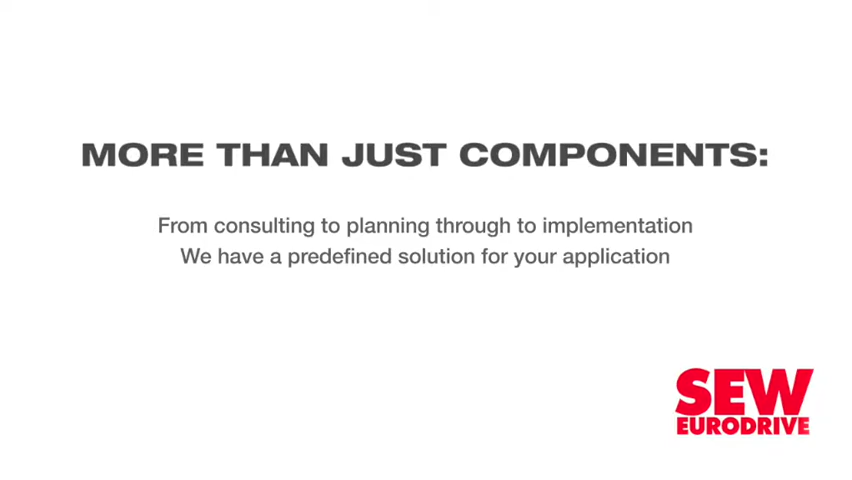 MORE THAN JUST COMPONENTS:
From consulting to planning through to implementation
We have a predefined solution for your application
SEW
EURODRIVE